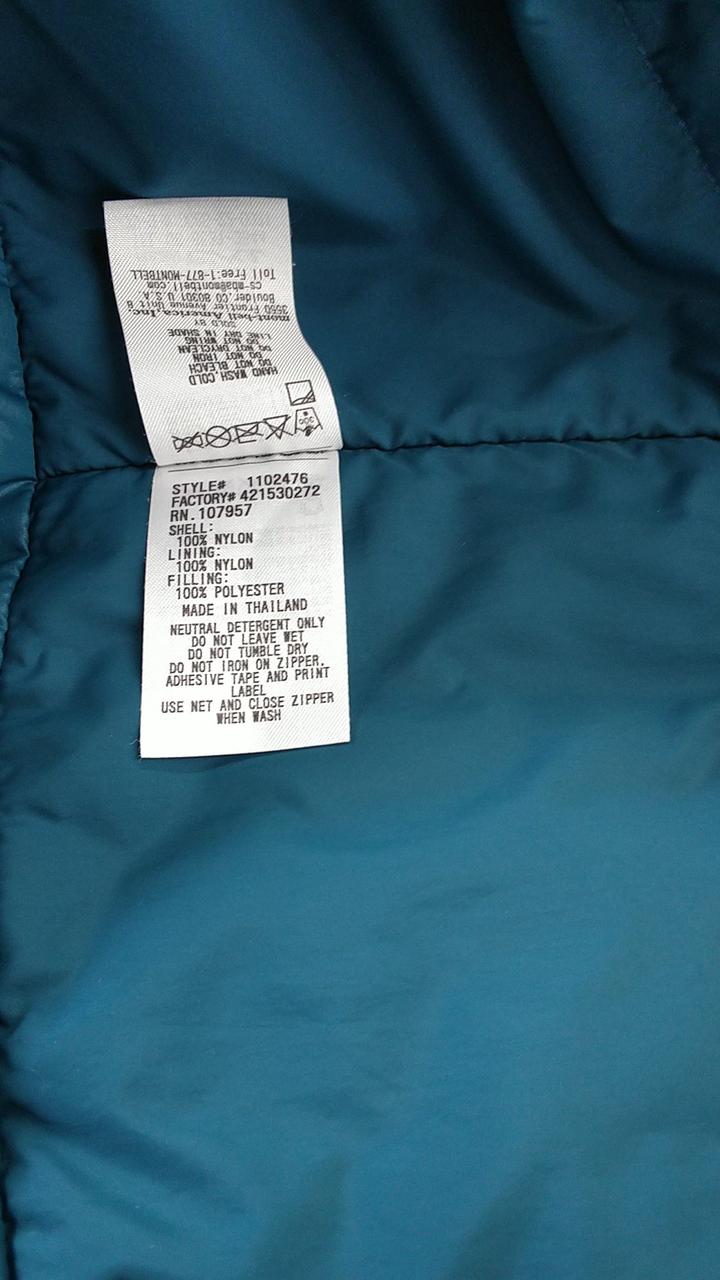 STYLE# 1102476
FACTORY# 421530272
RN.107957
SHELL:
100% NYLON
LINING:
100% NYLON
FILLING:
100% POLYESTER
MADE IN THAILAND
NEUTRAL DETERGENT ONLY
DO NOT LEAVE WET
DO NOT TUMBLE DRY
DO NOT IRON ON ZIPPER,
ADHESIVE TAPE AND PRINT
LABEL
USE NET AND CLOSE ZIPPER
WHEN WASH
HAND WASH,COLD
DO NOT BLEACH
DO NOT IRON
DO NOT DRYCLEAN
DO NOT WRING
LINE DRY IN SHADE
SOLD BY
mont-bell America,Inc.
3550 Frontier Avenue Unit B
Boulder,CO 80301 U.S.A
cs-mba@montbell.com
Toll Free:1-877-MONTBELL